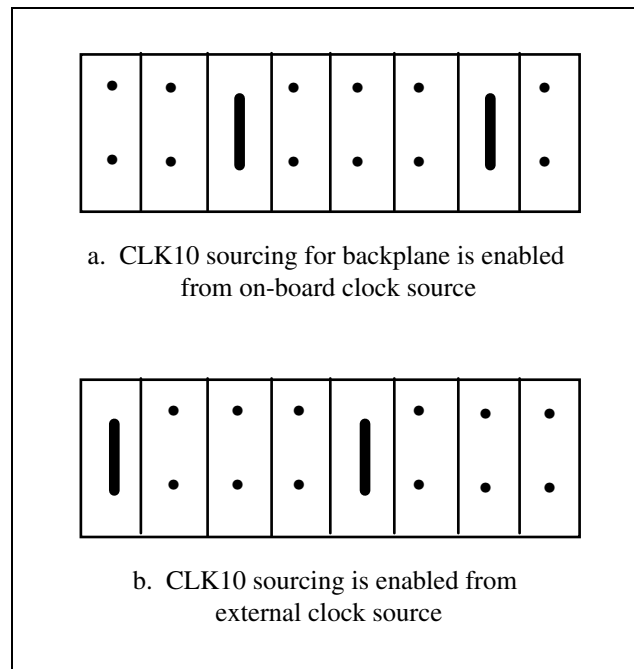 a. CLK10 sourcing for backplane is enabled
from on-board clock source
b. CLK10 sourcing is enabled from
external clock source